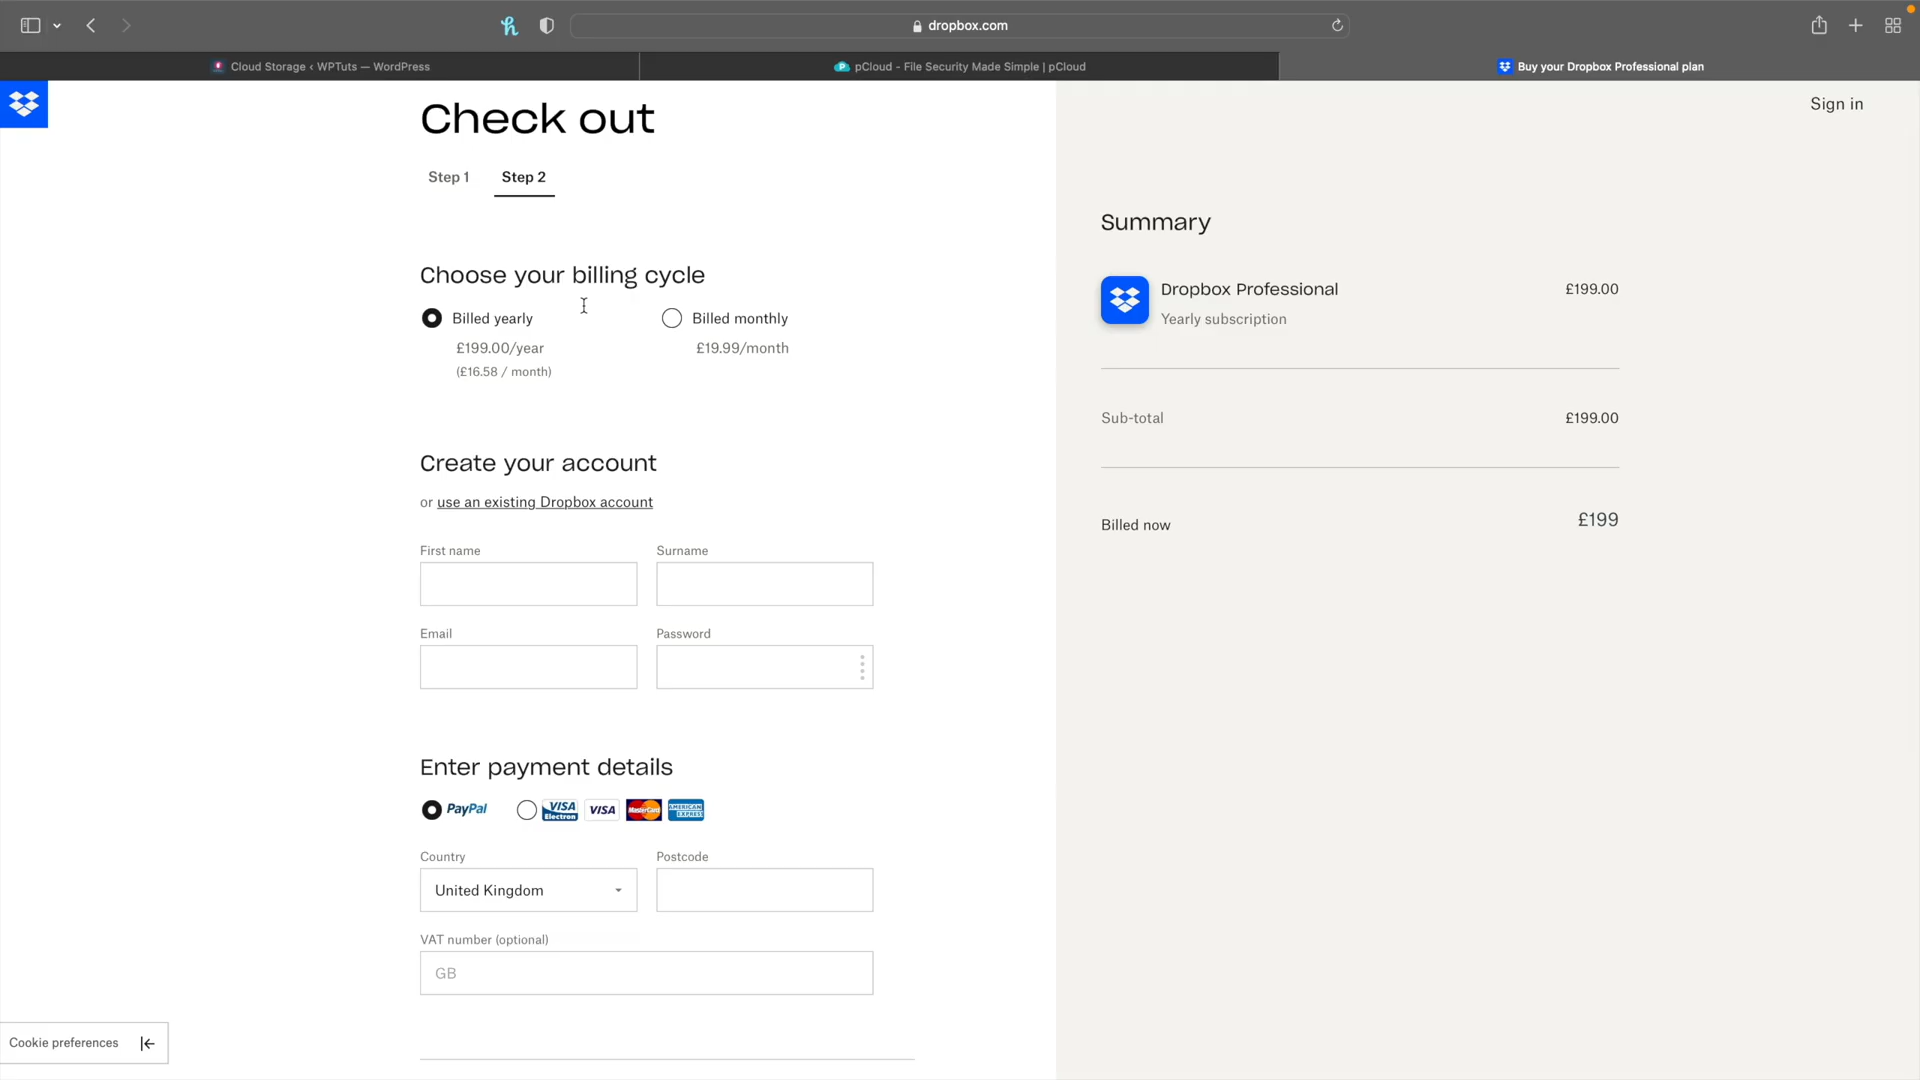 dropbox.com
Cloud Storage ‹ WPTuts — WordPress
pCloud - File Security Made Simple | pCloud
Buy your Dropbox Professional plan
Sign in
Check out
Step 1
Step 2
Choose your billing cycle
Billed yearly
£199.00/year
(£16.58 / month)
Billed monthly
£19.99/month
Create your account
or use an existing Dropbox account
First name
Surname
Email
Password
Enter payment details
PayPal
VISA
Electron
VISA
MasterCard
AMERICAN
EXPRESS
Country
Postcode
United Kingdom
VAT number (optional)
GB
Cookie preferences
Summary
Dropbox Professional £199.00
Yearly subscription
Sub-total £199.00
Billed now £199